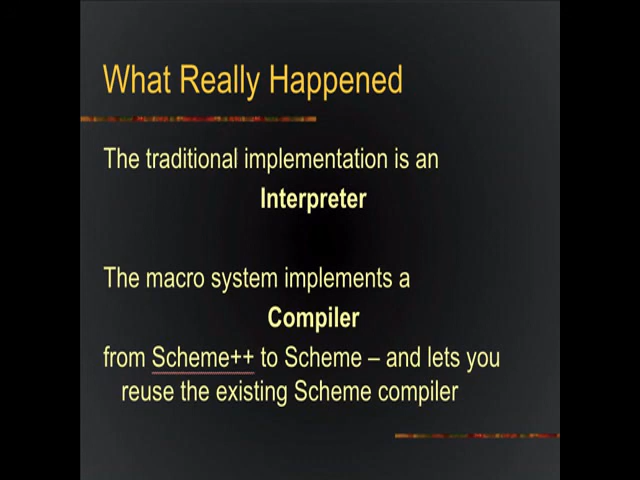 What Really Happened
The traditional implementation is an
Interpreter
The macro system implements a
Compiler
from Scheme++ to Scheme – and lets you
reuse the existing Scheme compiler